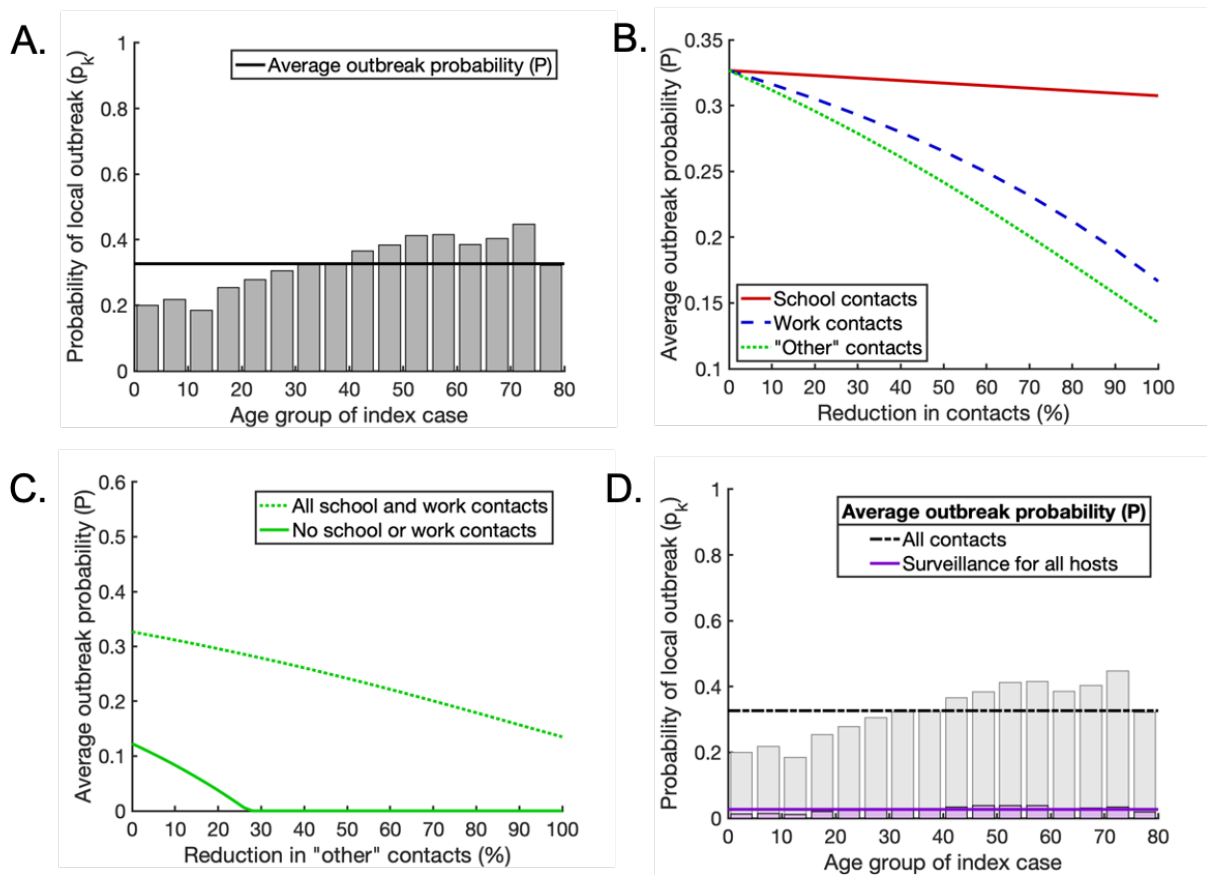 A.
Probability of local outbreak (pk)
1
0.8
0.6
0.4
0.2
0
Average outbreak probability (P)
0 10 20 30 40 50 60 70 80
Age group of index case
B.
Average outbreak probability (P)
0.35
0.3
0.25
0.2
0.15
0.1
School contacts
Work contacts
"Other" contacts
0 10 20 30 40 50 60 70 80 90 100
Reduction in contacts (%)
C.
Average outbreak probability (P)
0.6
0.5
0.4
0.3
0.2
0.1
0
All school and work contacts
No school or work contacts
0 10 20 30 40 50 60 70 80 90 100
Reduction in "other" contacts (%)
D.
Probability of local outbreak (pk)
1
0.8
0.6
0.4
0.2
0
Average outbreak probability (P)
All contacts
Surveillance for all hosts
0 10 20 30 40 50 60 70 80
Age group of index case